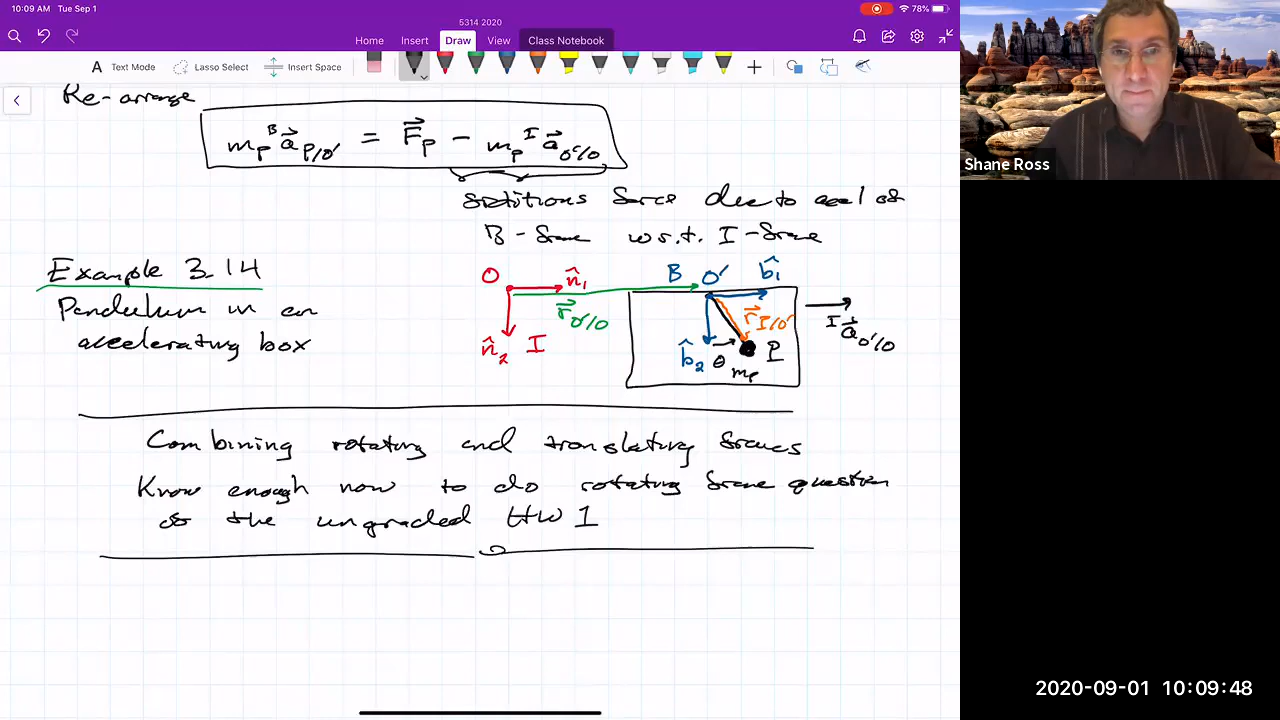 10:09 AM Tue Sep 1
78%
5314 2020
Home Insert Draw View Class Notebook
Text Mode Lasso Select Insert Space
Re-arrange
m_P ^B a⃗_P/O' = F⃗_P − m_P ^I a⃗_O'/O
fictitious force due to accel of
B-frame w.r.t. I-frame
Example 3.14
Pendulum in an
accelerating box
O n̂₁ r⃗_O'/O n̂₂ I
B O' b̂₁ r⃗_P/O' b̂₂ θ m_P P
^I a⃗_O'/O
Combining rotating and translating frames
Know enough now to do rotating frame question
of the ungraded HW 1
Shane Ross
2020-09-01 10:09:48